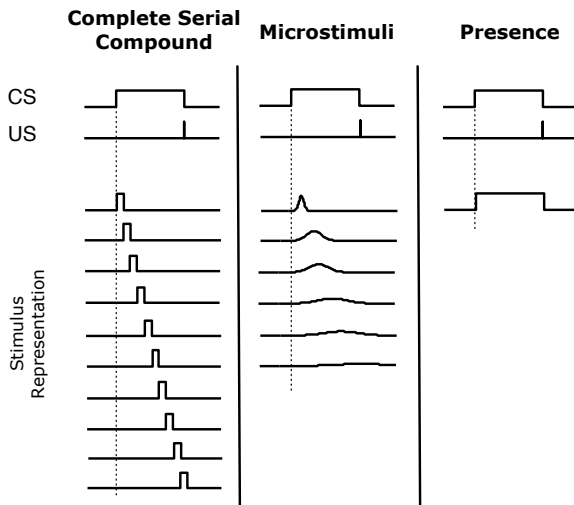 Complete Serial
Compound
Microstimuli
Presence
CS
US
Stimulus
Representation